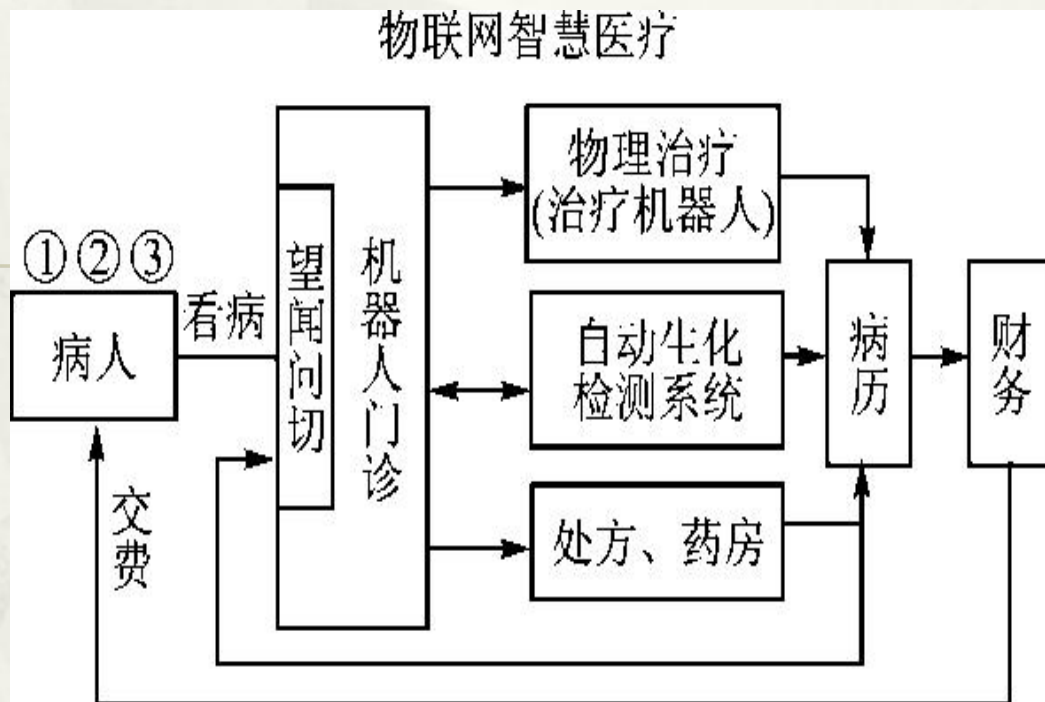 物联网智慧医疗
①②③
病人
看病
望闻问切
机器人门诊
物理治疗
(治疗机器人)
自动生化
检测系统
处方、药房
病历
财务
交费